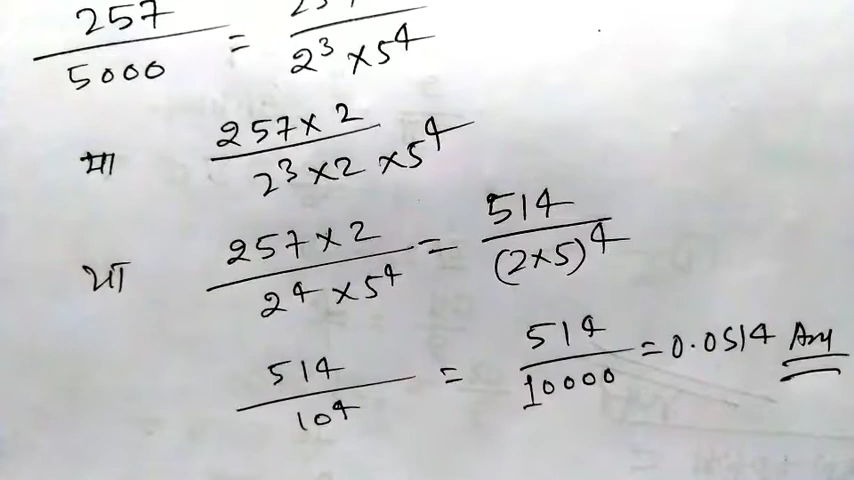 257/5000 = 257/2³×5⁴
या 257×2/2³×2×5⁴
या 257×2/2⁴×5⁴ = 514/(2×5)⁴
514/10⁴ = 514/10000 = 0.0514 Ans